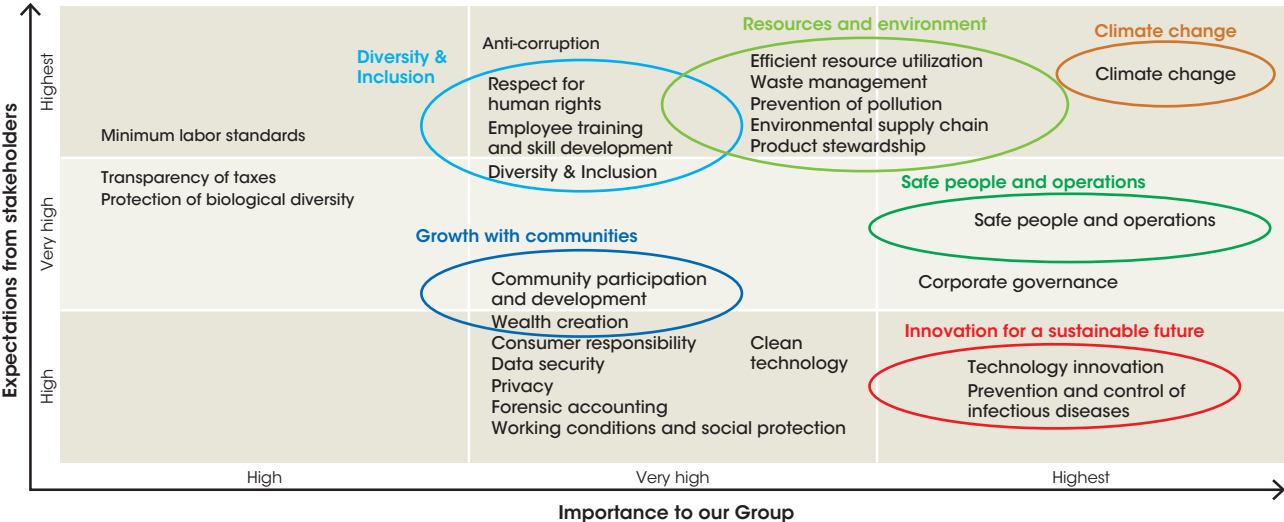 Expectations from stakeholders
Highest
Very high
High
Resources and environment
Climate change
Anti-corruption
Diversity &
Inclusion
Efficient resource utilization
Waste management
Prevention of pollution
Environmental supply chain
Product stewardship
Climate change
Respect for
human rights
Employee training
and skill development
Diversity & Inclusion
Minimum labor standards
Transparency of taxes
Protection of biological diversity
Safe people and operations
Safe people and operations
Growth with communities
Community participation
and development
Wealth creation
Corporate governance
Consumer responsibility
Data security
Privacy
Forensic accounting
Working conditions and social protection
Clean
technology
Innovation for a sustainable future
Technology innovation
Prevention and control of
infectious diseases
High
Very high
Highest
Importance to our Group